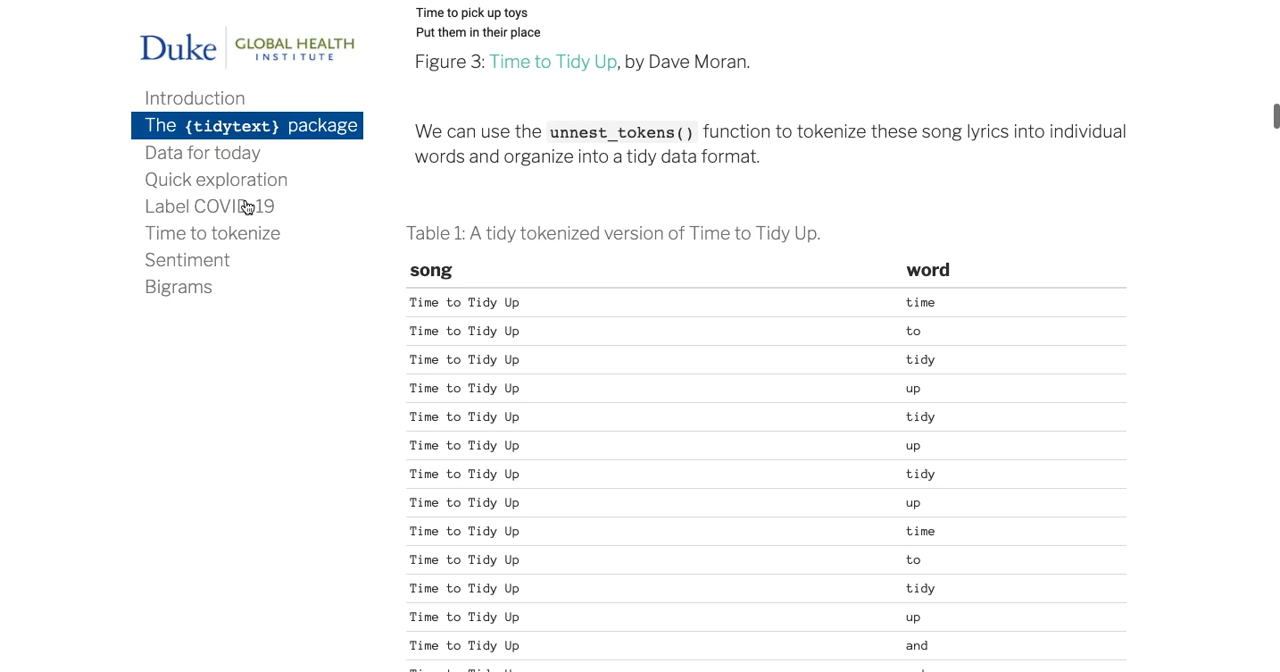 Time to pick up toys
Put them in their place
Duke
GLOBAL HEALTH
INSTITUTE
Figure 3: Time to Tidy Up, by Dave Moran.
Introduction
The {tidytext} package
Data for today
Quick exploration
Label COVID-19
Time to tokenize
Sentiment
Bigrams
We can use the unnest_tokens() function to tokenize these song lyrics into individual
words and organize into a tidy data format.
Table 1: A tidy tokenized version of Time to Tidy Up.
song word
Time to Tidy Up time
Time to Tidy Up to
Time to Tidy Up tidy
Time to Tidy Up up
Time to Tidy Up tidy
Time to Tidy Up up
Time to Tidy Up tidy
Time to Tidy Up up
Time to Tidy Up time
Time to Tidy Up to
Time to Tidy Up tidy
Time to Tidy Up up
Time to Tidy Up and